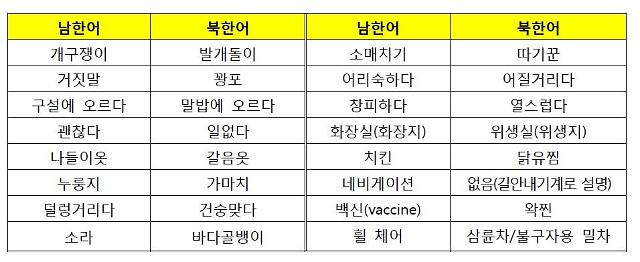 남한어 북한어 남한어 북한어
개구쟁이 발개돌이 소매치기 따기꾼
거짓말 꽝포 어리숙하다 어질거리다
구설에 오르다 말밥에 오르다 창피하다 열스럽다
괜찮다 일없다 화장실(화장지) 위생실(위생지)
나들이옷 갈음옷 치킨 닭유찜
누룽지 가마치 네비게이션 없음(길안내기계로 설명)
덜렁거리다 건숭맞다 백신(vaccine) 왁찐
소라 바다골뱅이 휠 체어 삼륜차/불구자용 밀차